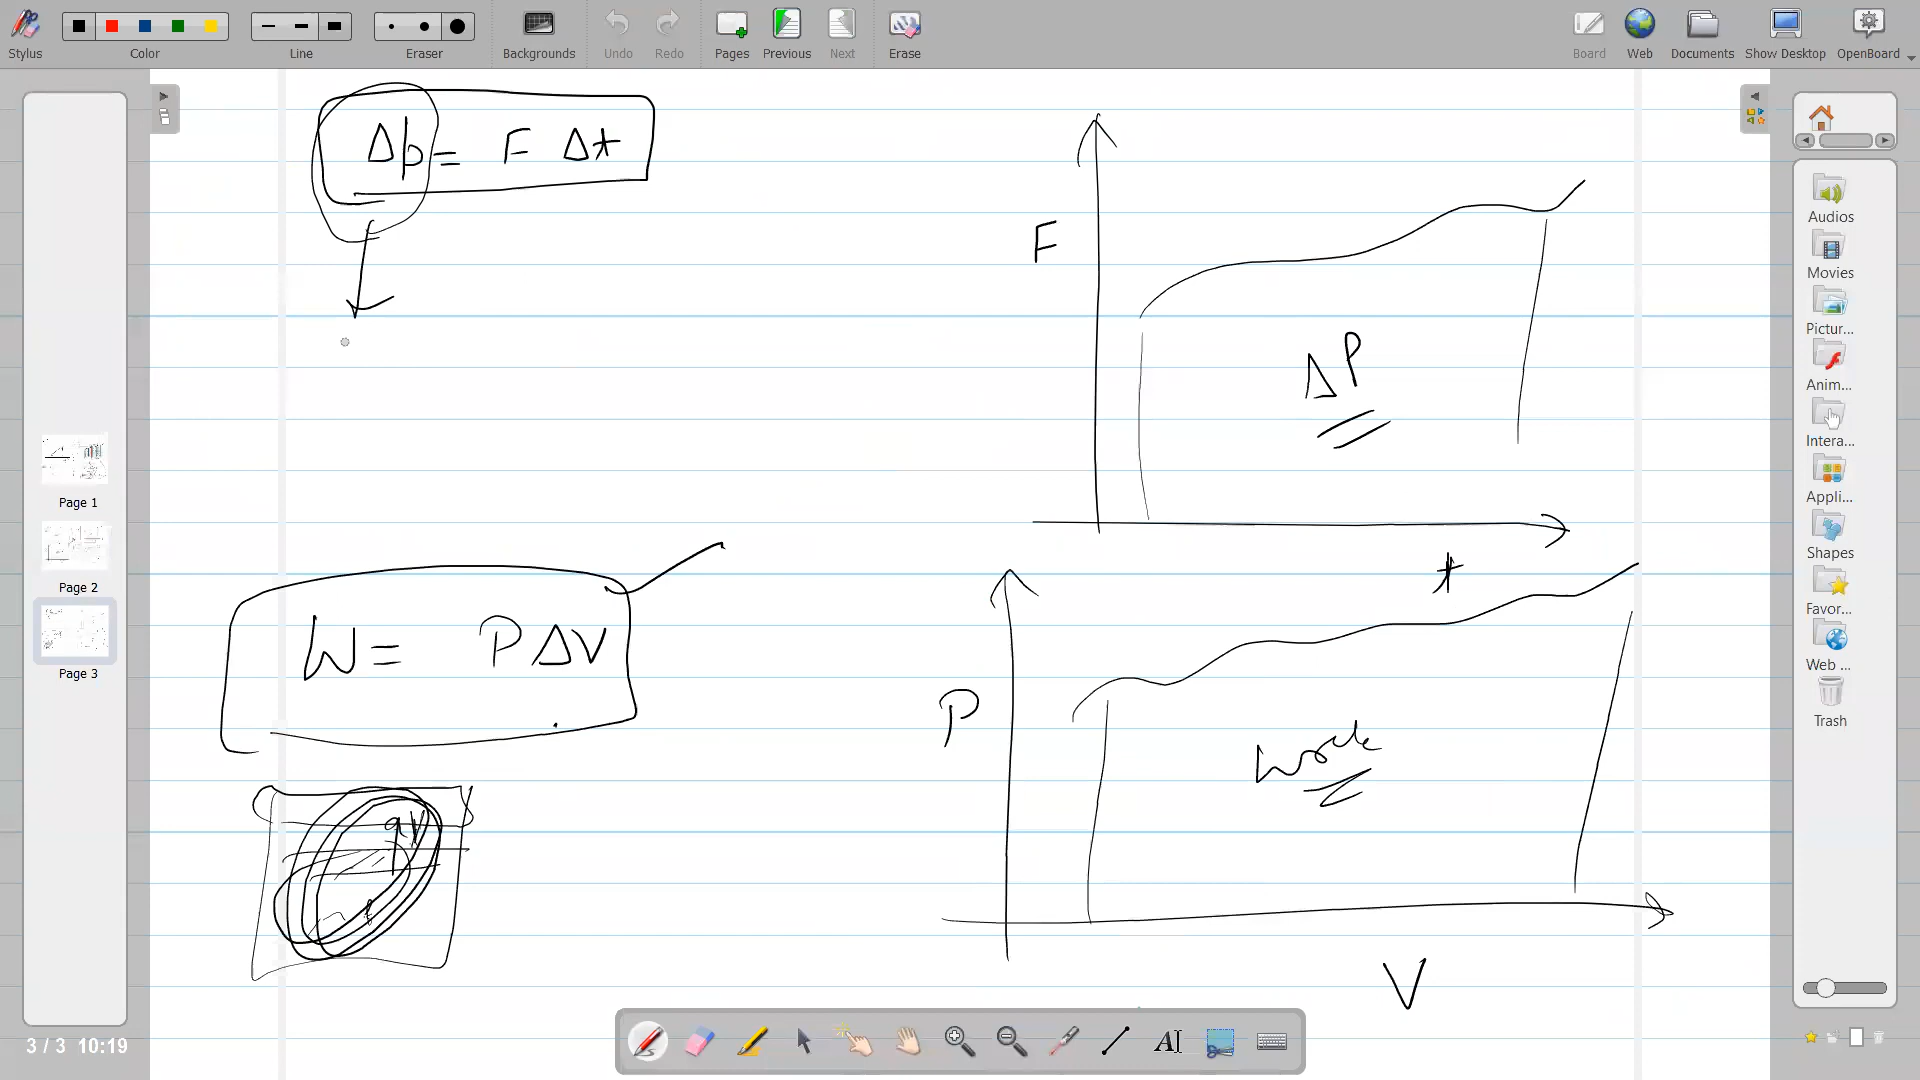 Stylus
Color
Line
Eraser
Backgrounds
Undo
Redo
Pages
Previous
Next
Erase
Board
Web
Documents
Show Desktop
OpenBoard
Δp = F Δt
F
ΔP
t
W = PΔV
P
work
V
Page 1
Page 2
Page 3
3 / 3 10:19
Audios
Movies
Pictur...
Anim...
Intera...
Appli...
Shapes
Favor...
Web ...
Trash
AI